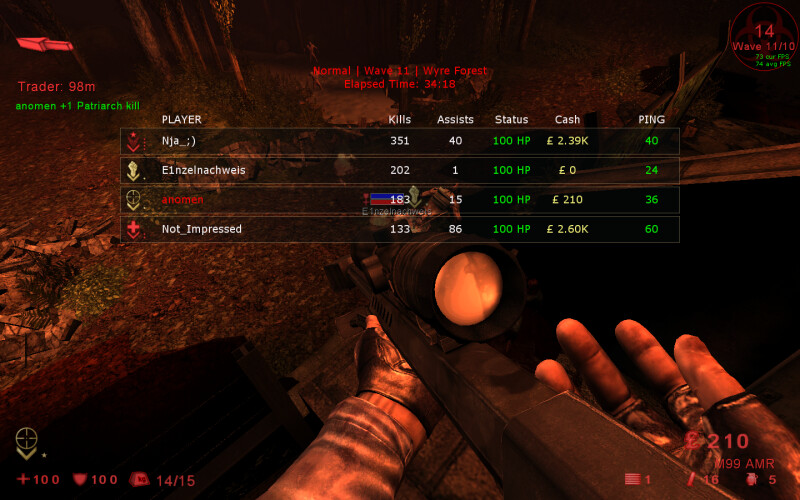 14
Wave 11/10
73 cur FPS
74 avg FPS
Trader: 98m
anomen +1 Patriarch kill
Normal | Wave 11 | Wyre Forest
Elapsed Time: 34:18
PLAYER Kills Assists Status Cash PING
Nja_;) 351 40 100 HP £ 2.39K 40
E1nzelnachweis 202 1 100 HP £ 0 24
anomen 183 15 100 HP £ 210 36
E1nzelnachweis
Not_Impressed 133 86 100 HP £ 2.60K 60
£ 210
M99 AMR
100 100 14/15 1 16 5